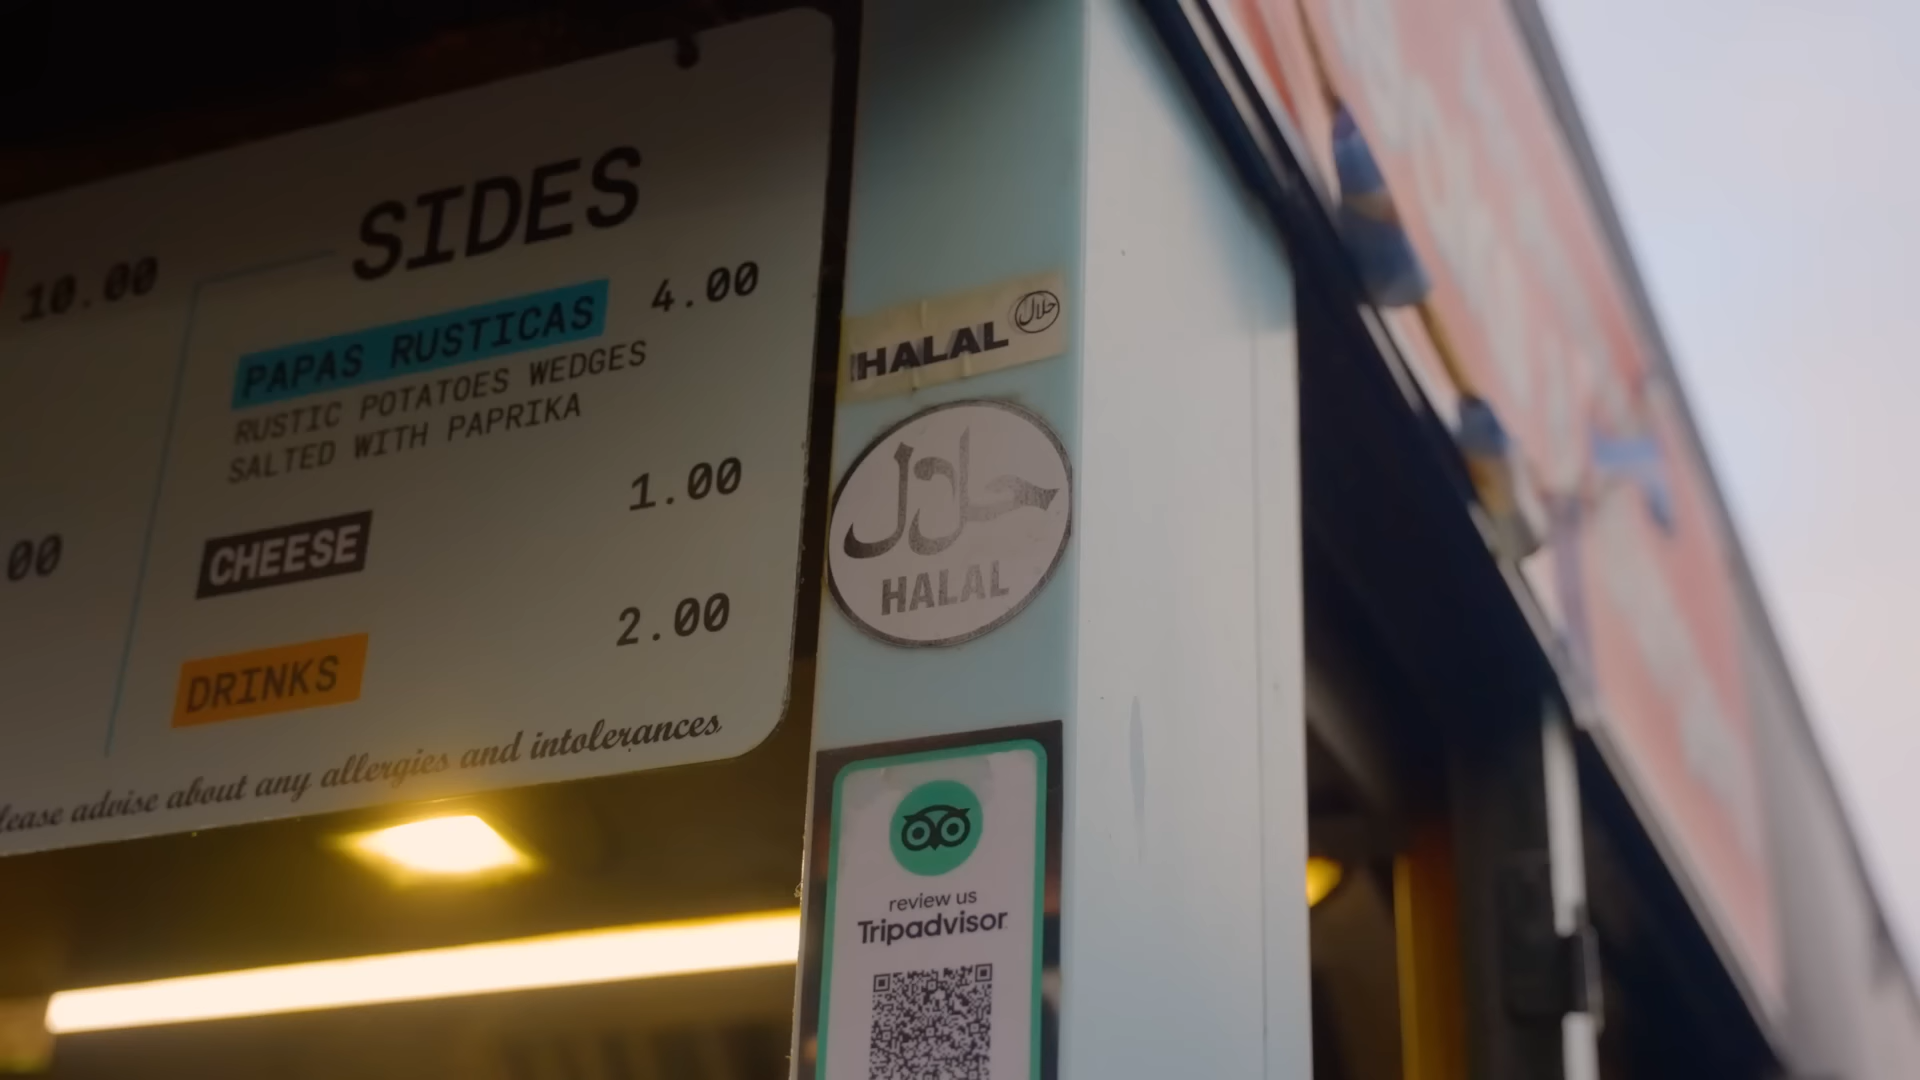 10.00
00
SIDES
PAPAS RUSTICAS 4.00
RUSTIC POTATOES WEDGES
SALTED WITH PAPRIKA
CHEESE 1.00
DRINKS 2.00
lease advise about any allergies and intolerances
HALAL حلال
حلال
HALAL
review us
Tripadvisor